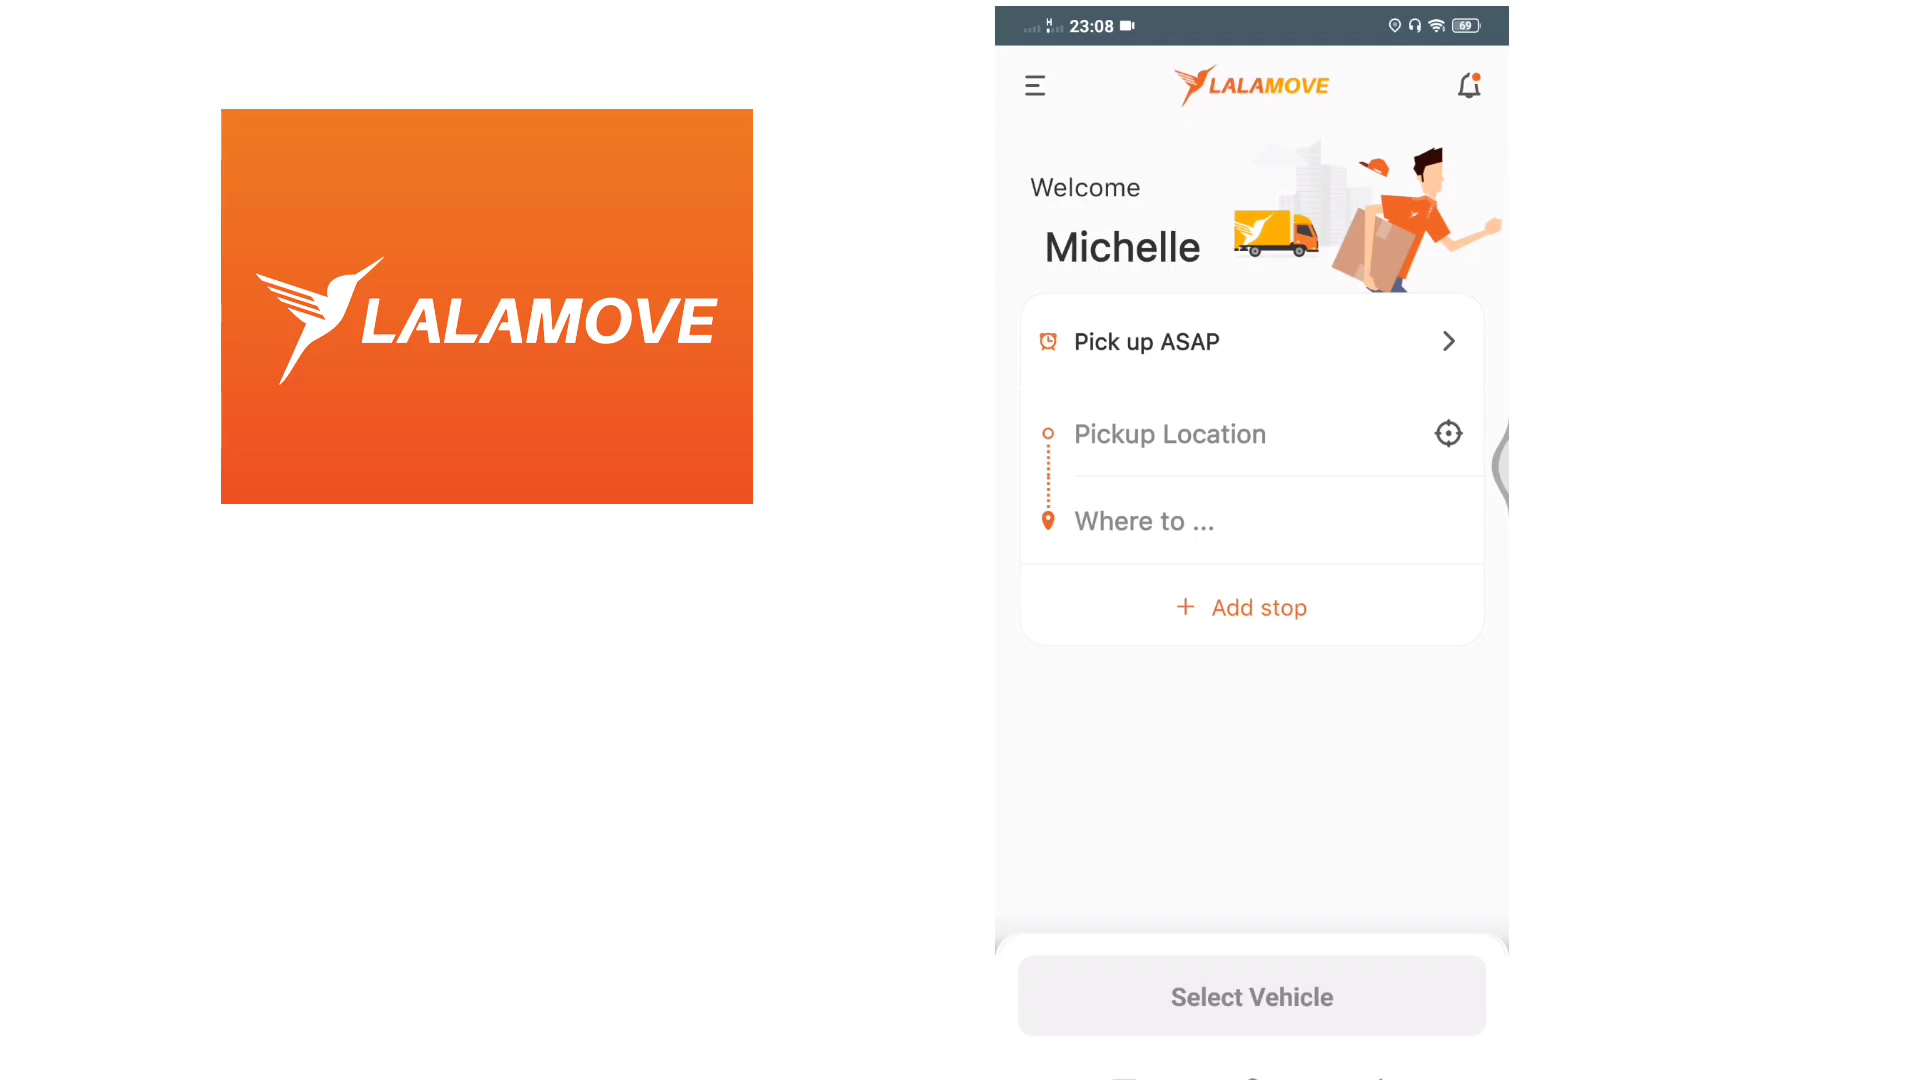 LALAMOVE
H 23:08 69
LALAMOVE
Welcome
Michelle
Pick up ASAP
Pickup Location
Where to ...
+ Add stop
Select Vehicle